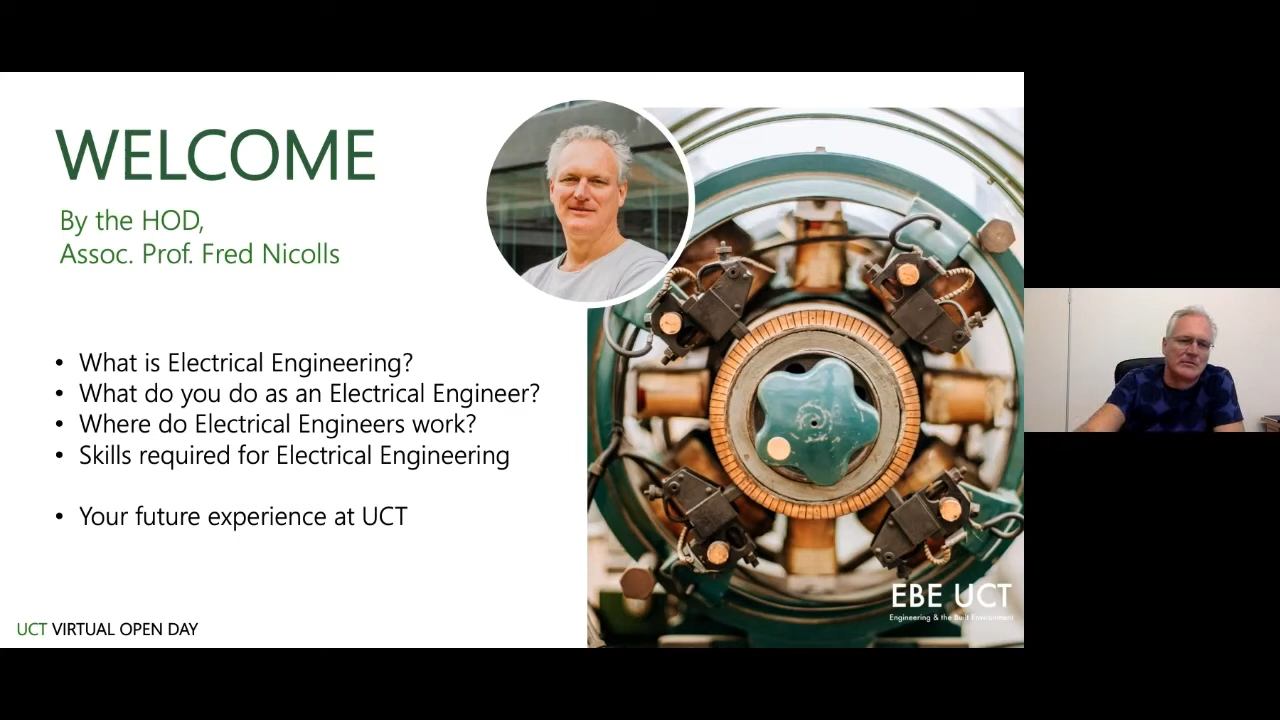 WELCOME
By the HOD,
Assoc. Prof. Fred Nicolls
• What is Electrical Engineering?
• What do you do as an Electrical Engineer?
• Where do Electrical Engineers work?
• Skills required for Electrical Engineering
• Your future experience at UCT
EBE UCT
Engineering & the Built Environment
UCT VIRTUAL OPEN DAY